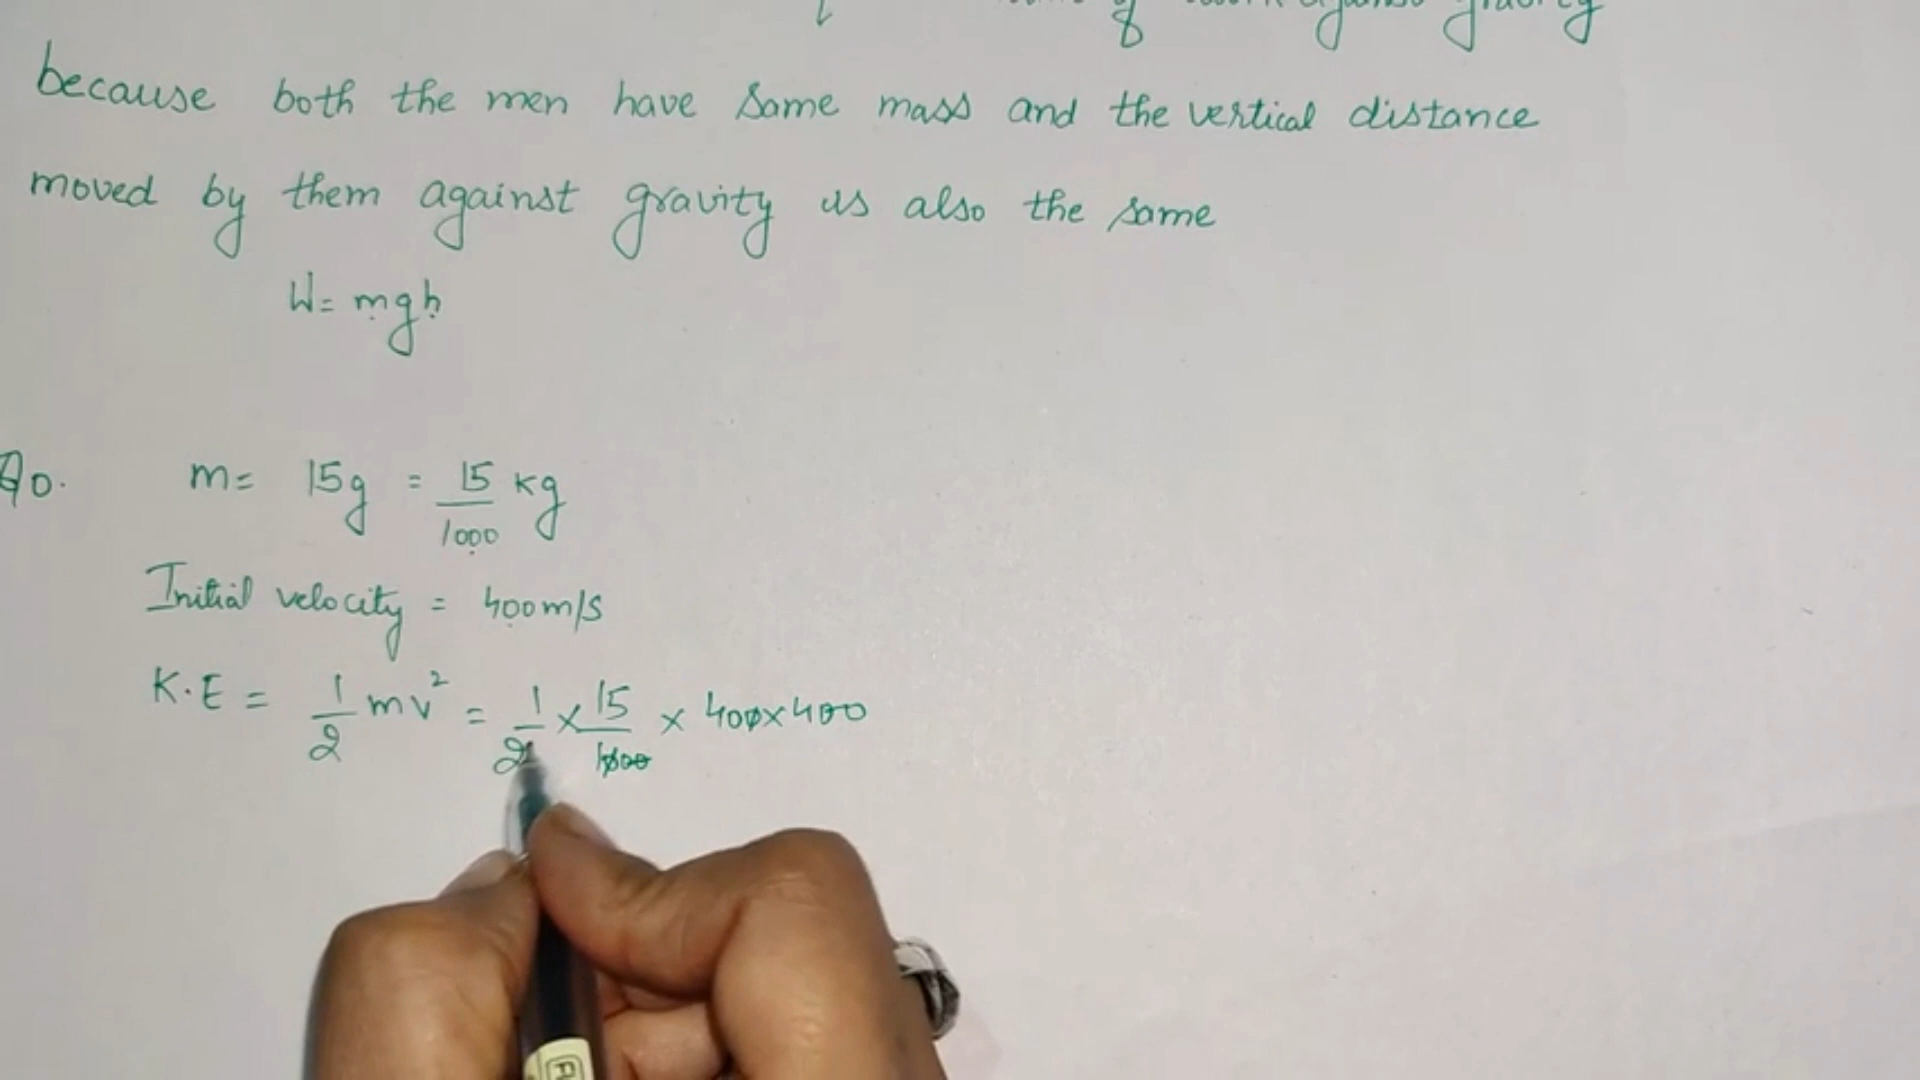 gravity
because both the men have same mass and the vertical distance
moved by them against gravity is also the same
W = mgh
m = 15g = 15/1000 kg
Initial velocity = 400m/s
K.E = 1/2 mv² = 1/2 × 15/1000 × 400×400